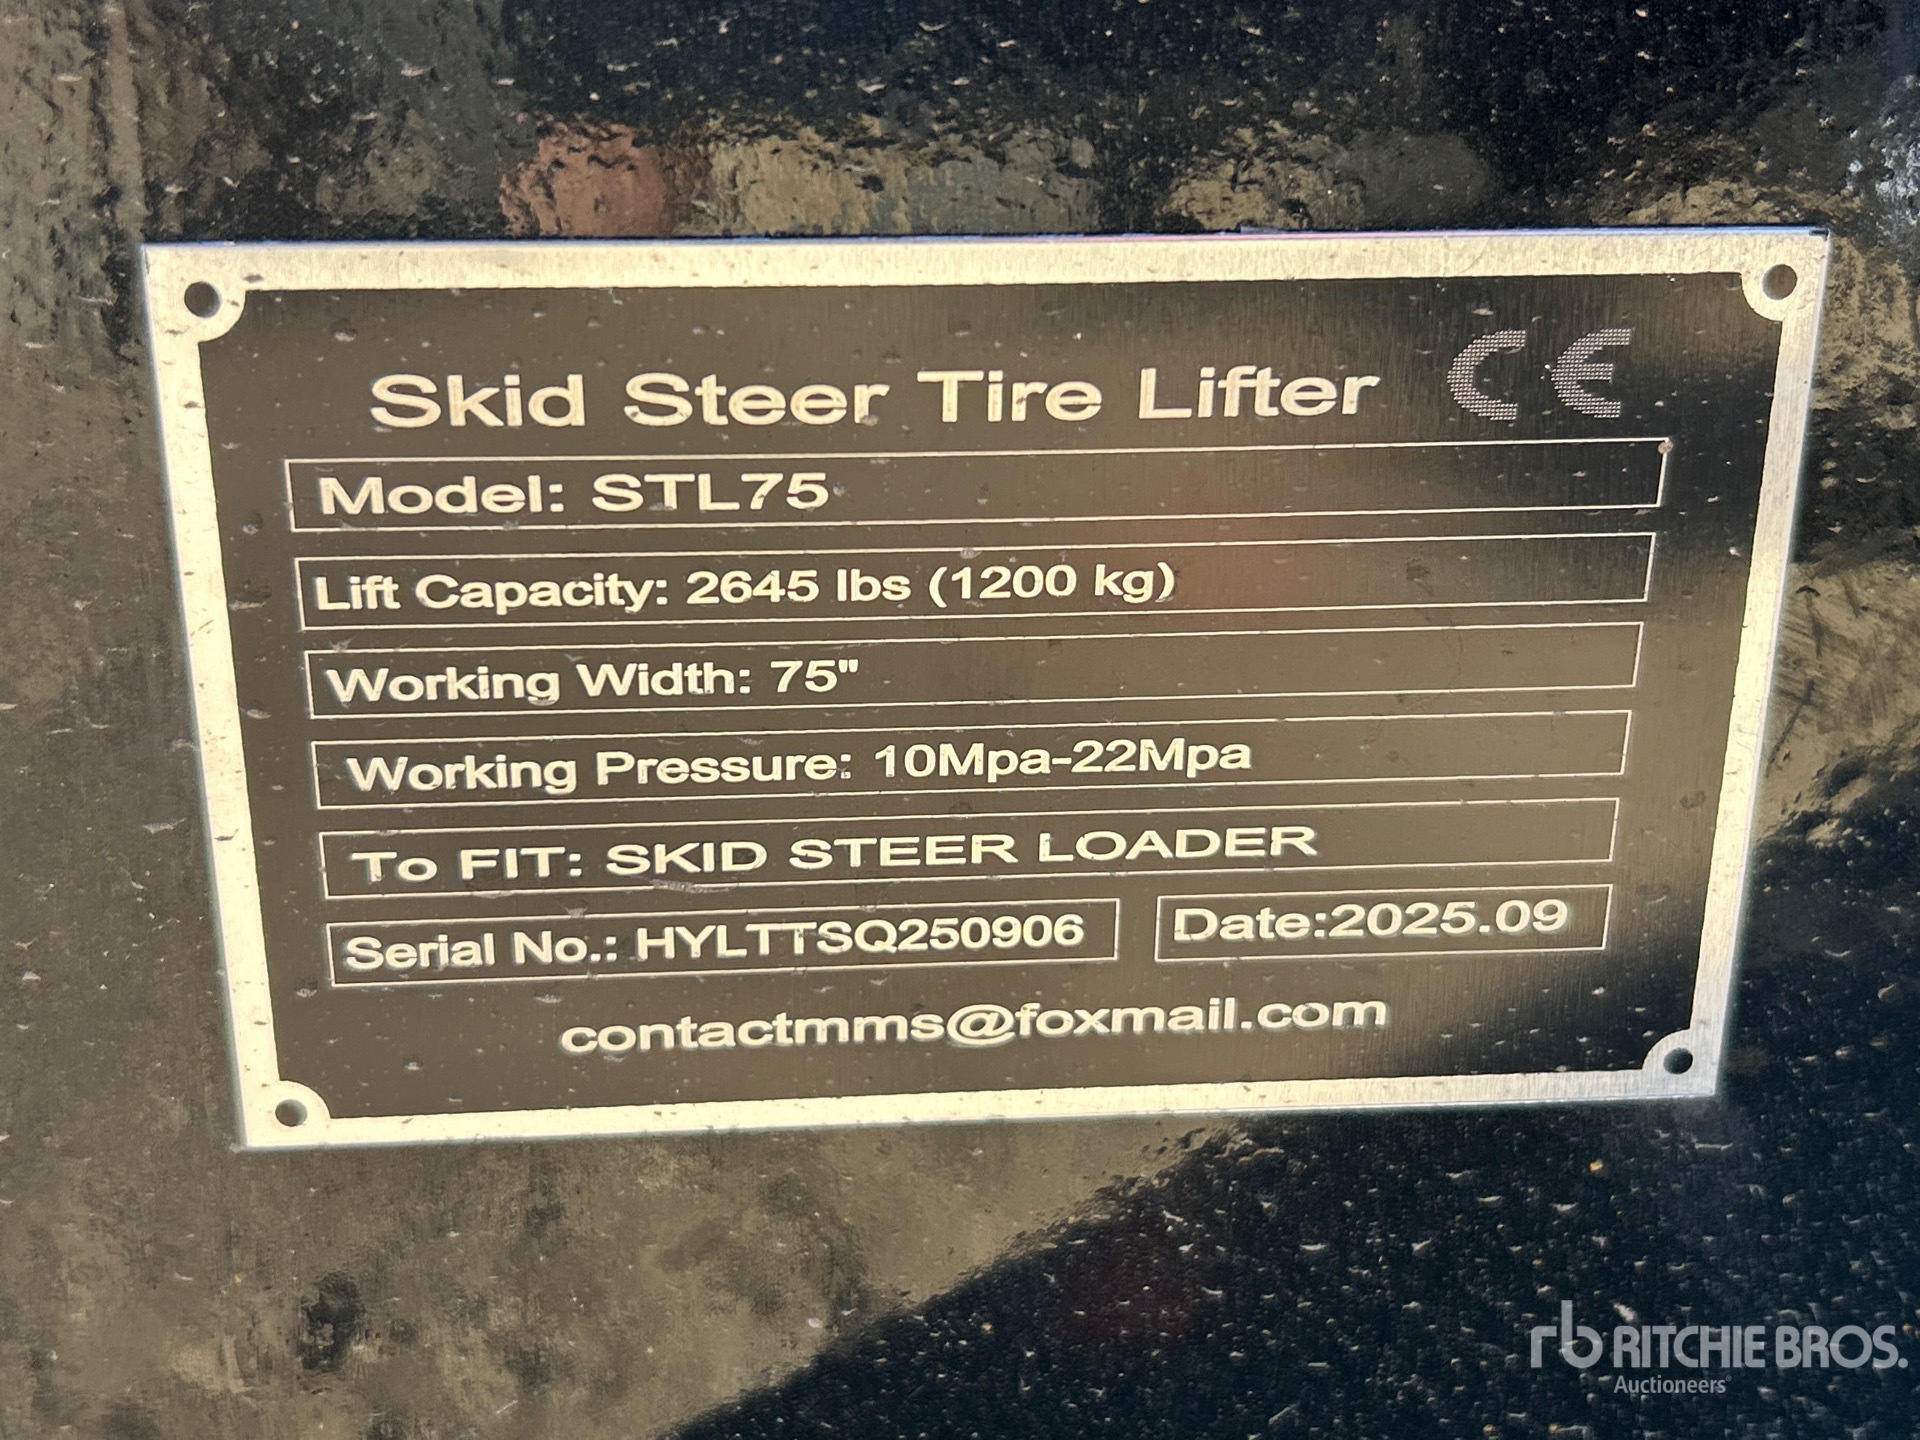 Skid Steer Tire Lifter CE
Model: STL75
Lift Capacity: 2645 lbs (1200 kg)
Working Width: 75"
Working Pressure: 10Mpa-22Mpa
To FIT: SKID STEER LOADER
Serial No.: HYLTTSQ250906 Date:2025.09
contactmms@foxmail.com
rb RITCHIE BROS.
Auctioneers